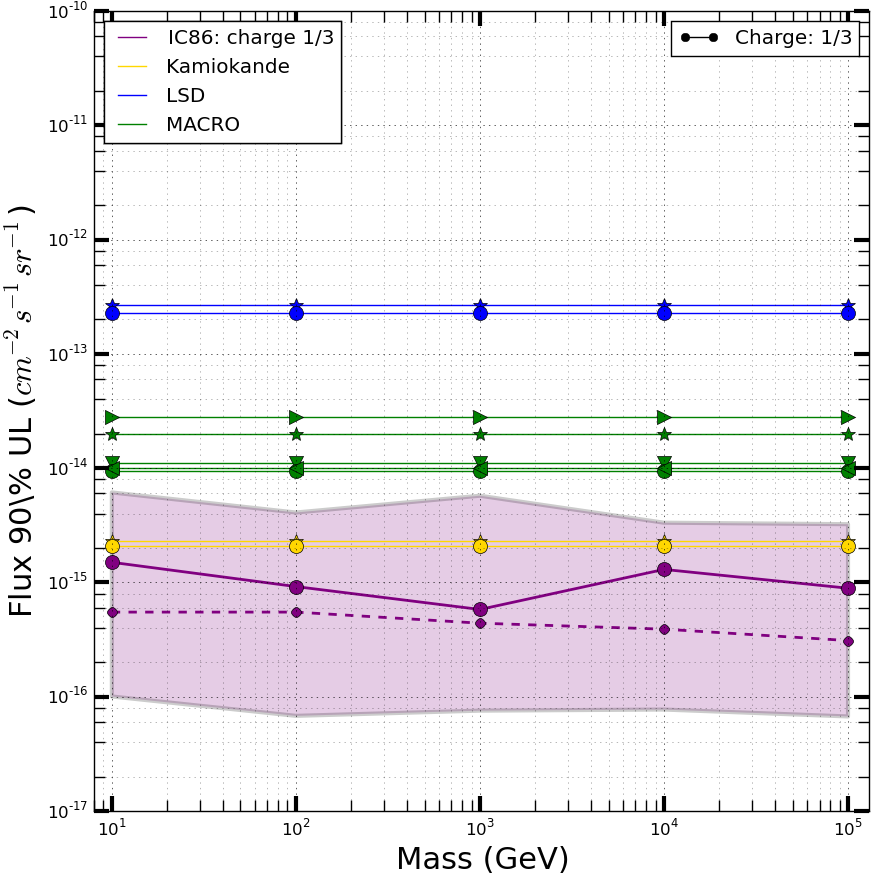 IC86: charge 1/3
Kamiokande
LSD
MACRO
Charge: 1/3
10⁻¹⁰
10⁻¹¹
10⁻¹²
10⁻¹³
10⁻¹⁴
10⁻¹⁵
10⁻¹⁶
10⁻¹⁷
Flux 90\% UL (cm⁻² s⁻¹ sr⁻¹)
10¹ 10² 10³ 10⁴ 10⁵
Mass (GeV)